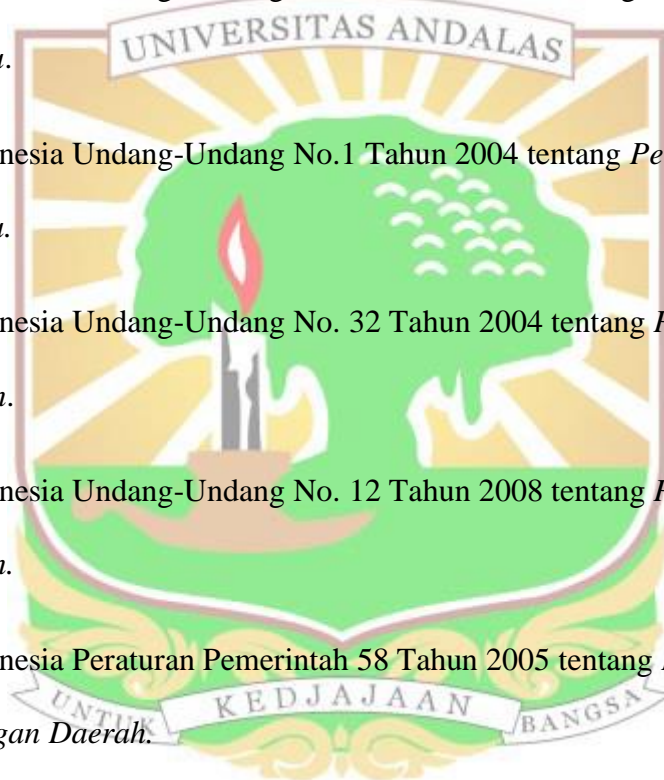 UNIVERSITAS ANDALAS
nesia Undang-Undang No.1 Tahun 2004 tentang Pe
nesia Undang-Undang No. 32 Tahun 2004 tentang
n.
nesia Undang-Undang No. 12 Tahun 2008 tentang
n.
nesia Peraturan Pemerintah 58 Tahun 2005 tentang
gan Daerah.
UNTUK KEDJAJAAN BANGSA